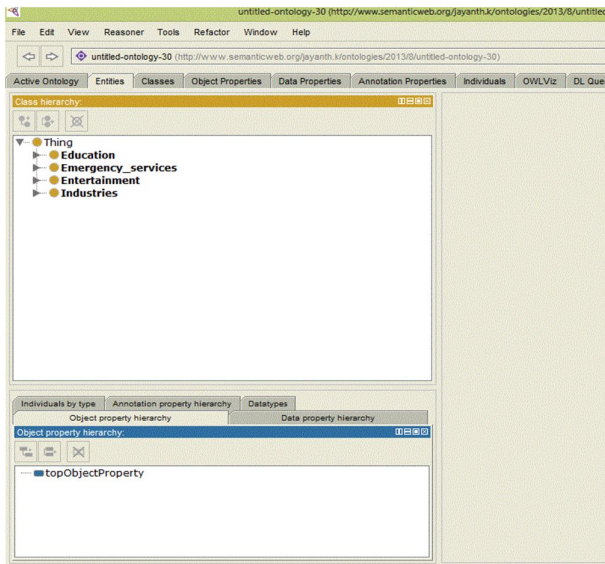 untitled-ontology-30 (http://www.semanticweb.org/jayanth.k/ontologies/2013/8/untitled
File Edit View Reasoner Tools Refactor Window Help
untitled-ontology-30 (http://www.semanticweb.org/jayanth.k/ontologies/2013/8/untitled-ontology-30)
Active Ontology Entities Classes Object Properties Data Properties Annotation Properties Individuals OWLViz DL Que
Class hierarchy:
Thing
Education
Emergency_services
Entertainment
Industries
Individuals by type Annotation property hierarchy Datatypes
Object property hierarchy Data property hierarchy
Object property hierarchy:
topObjectProperty